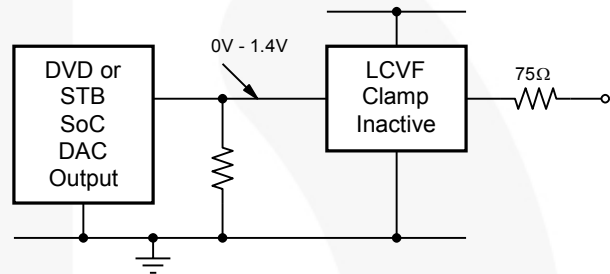 0V - 1.4V
DVD or
STB
SoC
DAC
Output
LCVF
Clamp
Inactive
75Ω